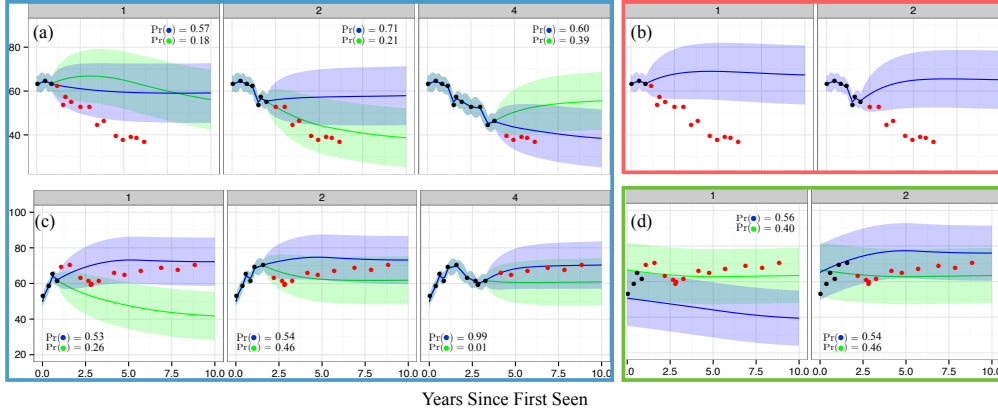 1 2 4
(a)
Pr(●) = 0.57
Pr(●) = 0.18
Pr(●) = 0.71
Pr(●) = 0.21
Pr(●) = 0.60
Pr(●) = 0.39
80
60
40
1 2
(b)
1 2 4
(c)
100
80
60
40
20
Pr(●) = 0.53
Pr(●) = 0.26
Pr(●) = 0.54
Pr(●) = 0.46
Pr(●) = 0.99
Pr(●) = 0.01
0.0 2.5 5.0 7.5 10.0 0.0 2.5 5.0 7.5 10.0 0.0 2.5 5.0 7.5 10.0
1 2
(d)
Pr(●) = 0.56
Pr(●) = 0.40
Pr(●) = 0.54
Pr(●) = 0.46
0.0 2.5 5.0 7.5 10.0 0.0 2.5 5.0 7.5 10.0
Years Since First Seen